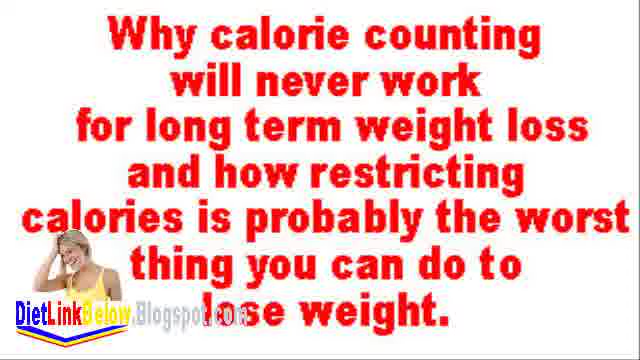 Why calorie counting
will never work
for long term weight loss
and how restricting
calories is probably the worst
thing you can do to
lose weight.
DietLinkBelow.Blogspot.com